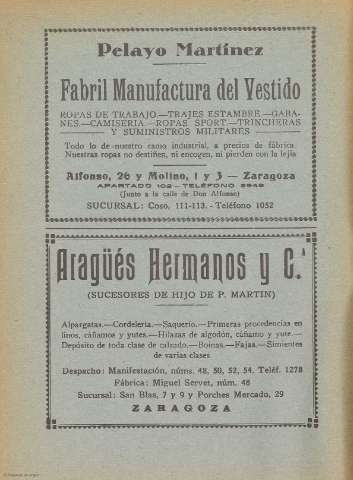 Pelayo Martínez
Fabril Manufactura del Vestido
ROPAS DE TRABAJO.—TRAJES ESTAMBRE.—GABA-
NES.—CAMISERIA.—ROPAS SPORT.—TRINCHERAS
Y SUMINISTROS MILITARES
Todo lo de nuestro causo industrial, a precios de fábrica.
Nuestras ropas no destiñen, ni encogen, ni pierden con la lejía
Alfonso, 26 y Molino, 1 y 3 — Zaragoza
APARTADO 102 - TELÉFONO
(Junto a la calle de Don Alfonso)
SUCURSAL: Coso, 111-113. - Teléfono 1052
Aragüés Hermanos y C.ª
(SUCESORES DE HIJO DE P. MARTIN)
Alpargatas.—Cordelería.—Saquerío.—Primeras procedencias en
linos, cáñamos y yutes.—Hilazas de algodón, cáñamo y yute.—
Depósito de toda clase de calzado.—Boinas.—Fajas.—Simientes
de varias clases
Despacho: Manifestación, núms. 48, 50, 52, 54. Teléf. 1278
Fábrica: Miguel Servet, núm. 48
Sucursal: San Blas, 7 y 9 y Porches Mercado, 29
ZARAGOZA